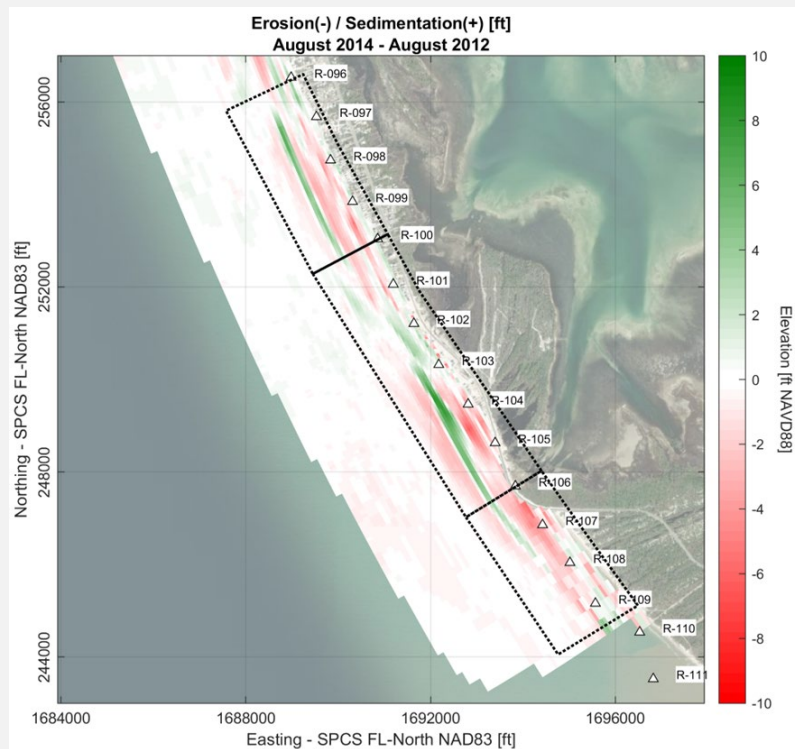 Erosion(-) / Sedimentation(+) [ft]
August 2014 - August 2012
R-096
R-097
R-098
R-099
R-100
R-101
R-102
R-103
R-104
R-105
R-106
R-107
R-108
R-109
R-110
R-111
256000
252000
248000
244000
Northing - SPCS FL-North NAD83 [ft]
1684000
1688000
1692000
1696000
Easting - SPCS FL-North NAD83 [ft]
10
8
6
4
2
0
-2
-4
-6
-8
-10
Elevation [ft NAVD88]